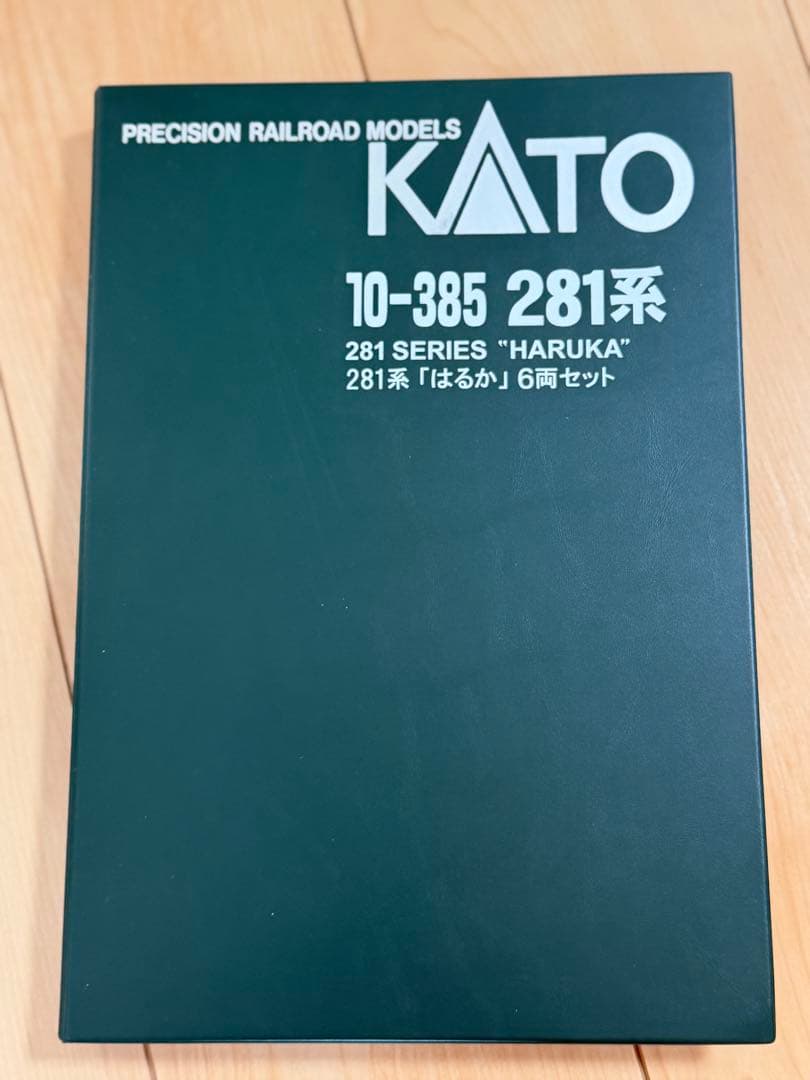 PRECISION RAILROAD MODELS
KATO
10-385 281系
281 SERIES "HARUKA"
281系「はるか」6両セット